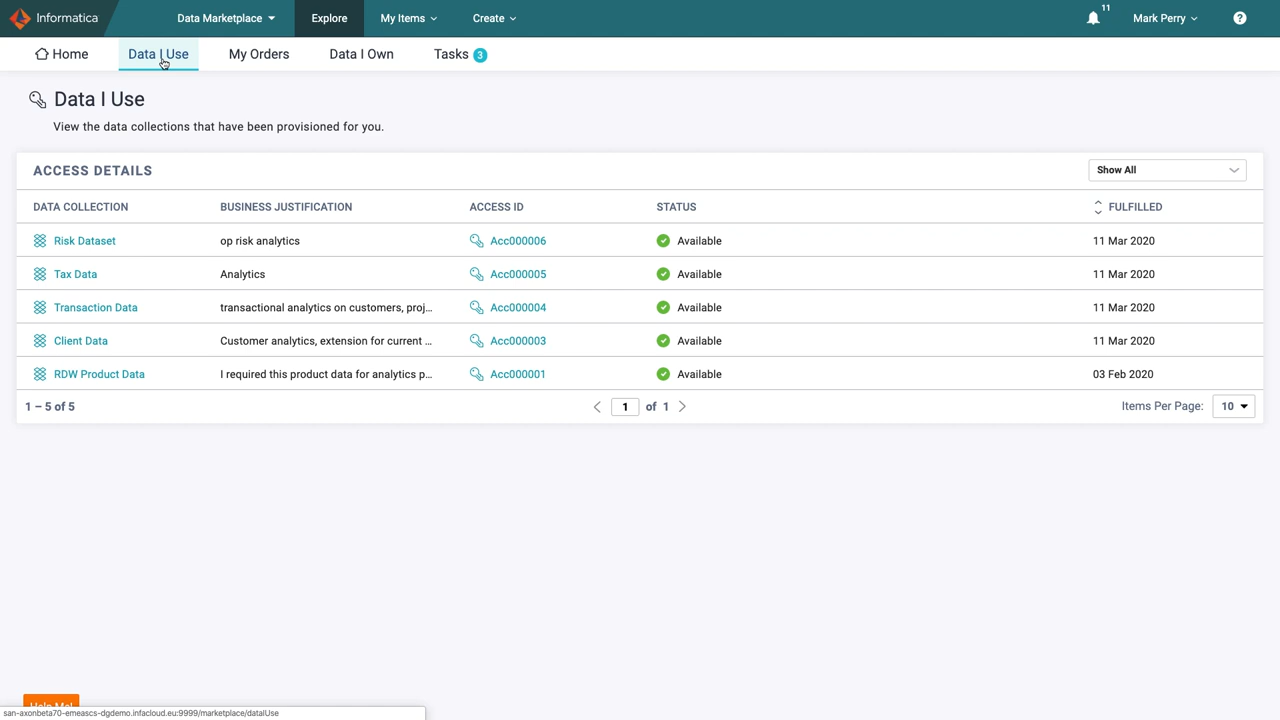 Informatica Data Marketplace Explore My Items Create 11 Mark Perry ?
Home Data I Use My Orders Data I Own Tasks 3
Data I Use
View the data collections that have been provisioned for you.
ACCESS DETAILS Show All
DATA COLLECTION BUSINESS JUSTIFICATION ACCESS ID STATUS FULFILLED
Risk Dataset op risk analytics Acc000006 Available 11 Mar 2020
Tax Data Analytics Acc000005 Available 11 Mar 2020
Transaction Data transactional analytics on customers, proj... Acc000004 Available 11 Mar 2020
Client Data Customer analytics, extension for current ... Acc000003 Available 11 Mar 2020
RDW Product Data I required this product data for analytics p... Acc000001 Available 03 Feb 2020
1 – 5 of 5 1 of 1 Items Per Page: 10
Help Me!
san-axonbeta70-emeascs-dgdemo.infacloud.eu:9999/marketplace/dataIUse